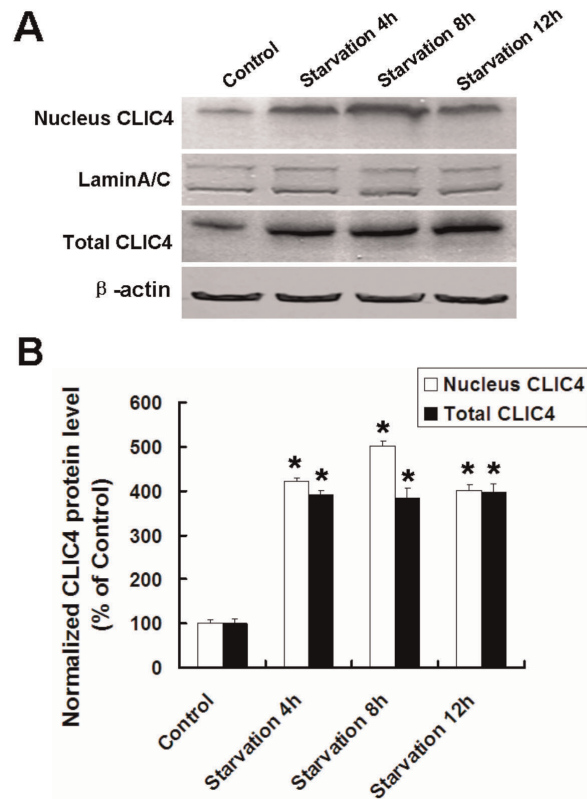 A
Control
Starvation 4h
Starvation 8h
Starvation 12h
Nucleus CLIC4
LaminA/C
Total CLIC4
β -actin
B
Nucleus CLIC4
Total CLIC4
Normalized CLIC4 protein level
(% of Control)
600
500
400
300
200
100
0
* * * * * *
Control
Starvation 4h
Starvation 8h
Starvation 12h